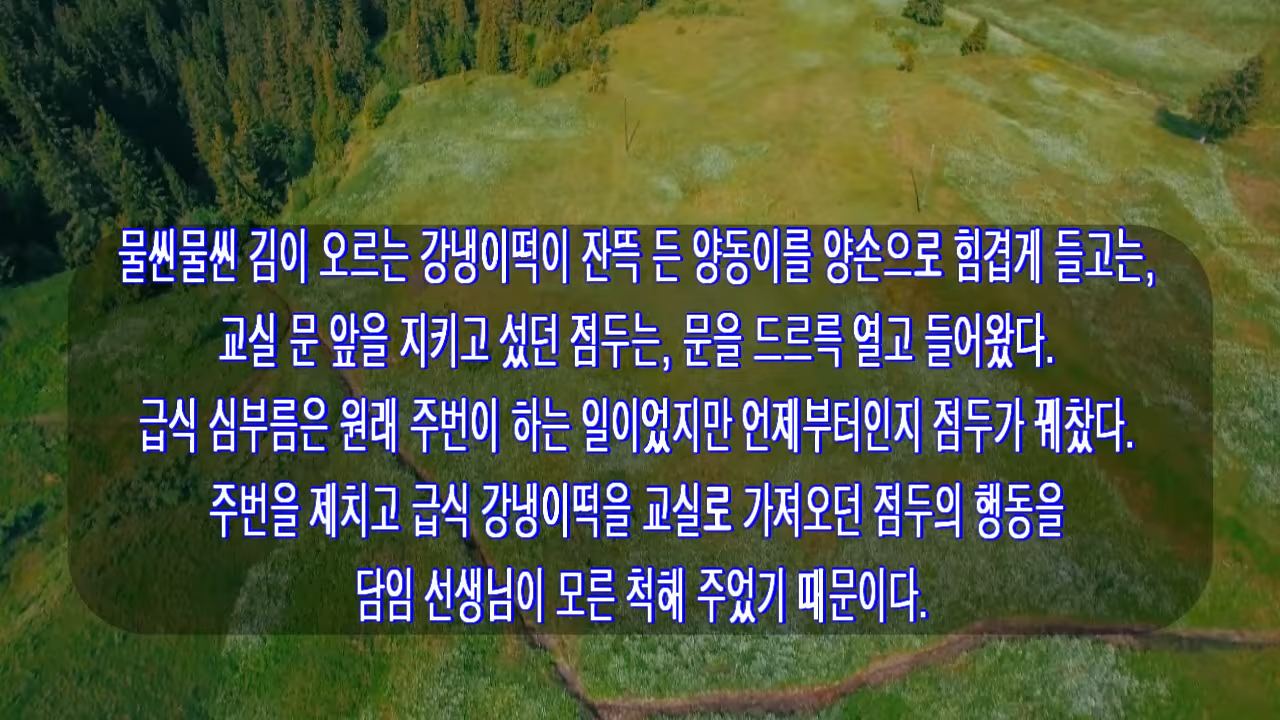 물씬물씬 김이 오르는 강냉이떡이 잔뜩 든 양동이를 양손으로 힘겹게 들고는,
교실 문 앞을 지키고 섰던 점두는, 문을 드르륵 열고 들어왔다.
급식 심부름은 원래 주번이 하는 일이었지만 언제부터인지 점두가 꿰찼다.
주번을 제치고 급식 강냉이떡을 교실로 가져오던 점두의 행동을
담임 선생님이 모른 척해 주었기 때문이다.